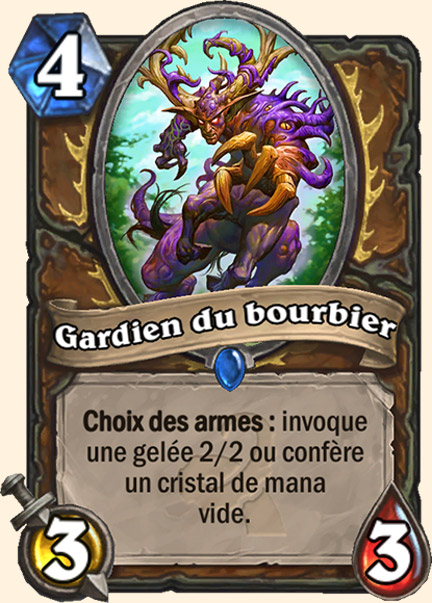 4
Gardien du bourbier
Choix des armes : invoque
une gelée 2/2 ou confère
un cristal de mana
vide.
3
3